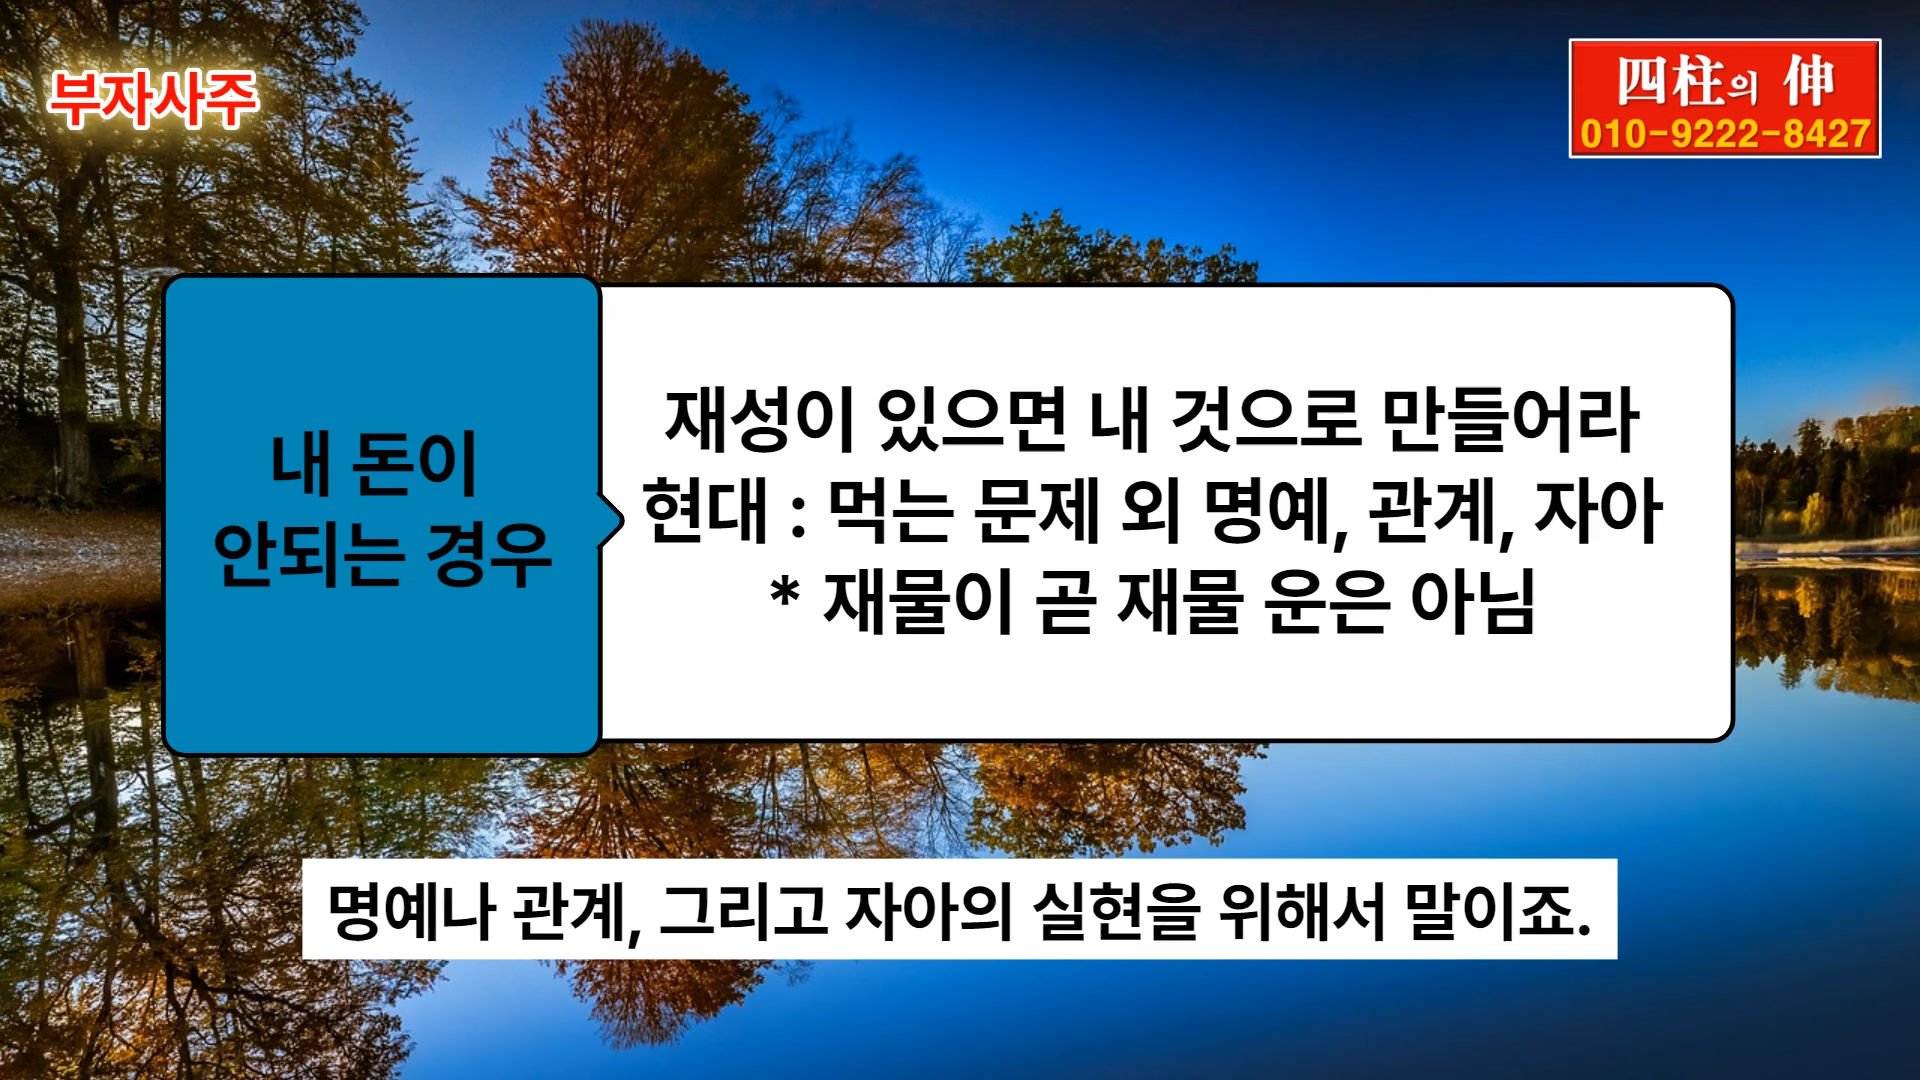 부자사주
四柱의 伸
010-9222-8427
내 돈이
안되는 경우
재성이 있으면 내 것으로 만들어라
현대 : 먹는 문제 외 명예, 관계, 자아
* 재물이 곧 재물 운은 아님
명예나 관계, 그리고 자아의 실현을 위해서 말이죠.